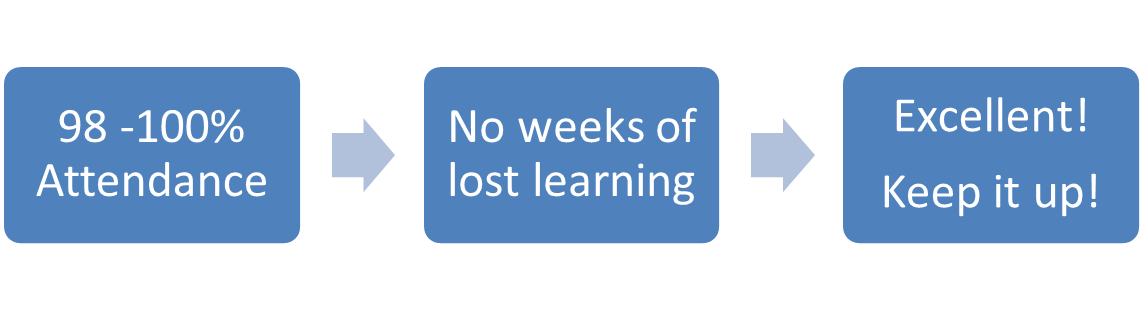 98 -100%
Attendance
No weeks of
lost learning
Excellent!
Keep it up!